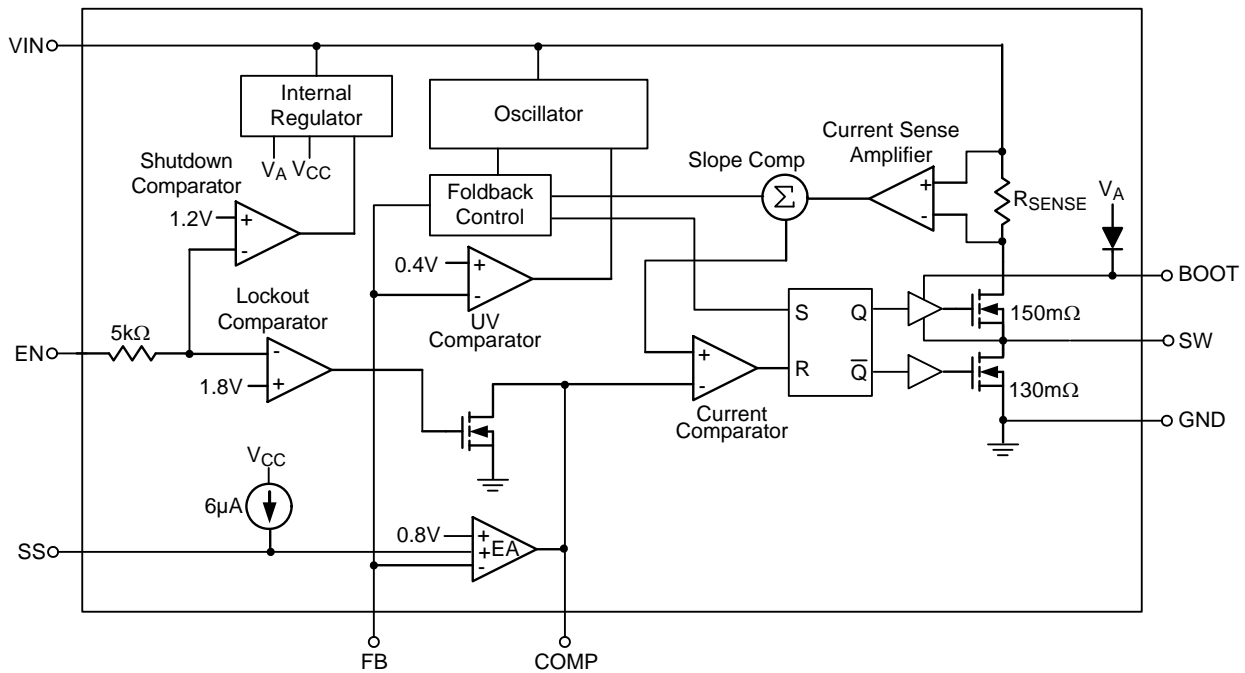 VIN
Internal
Regulator
Oscillator
Current Sense
Amplifier
Shutdown
Comparator
VA VCC
Slope Comp
Foldback
Control
Σ
+
-
RSENSE
VA
1.2V
+
-
0.4V
+
-
UV
Comparator
BOOT
Lockout
Comparator
S
Q
150mΩ
5kΩ
EN
-
+
1.8V
SW
+
-
R
Q̅
130mΩ
Current
Comparator
GND
VCC
6µA
0.8V
+
+
-
EA
SS
FB
COMP